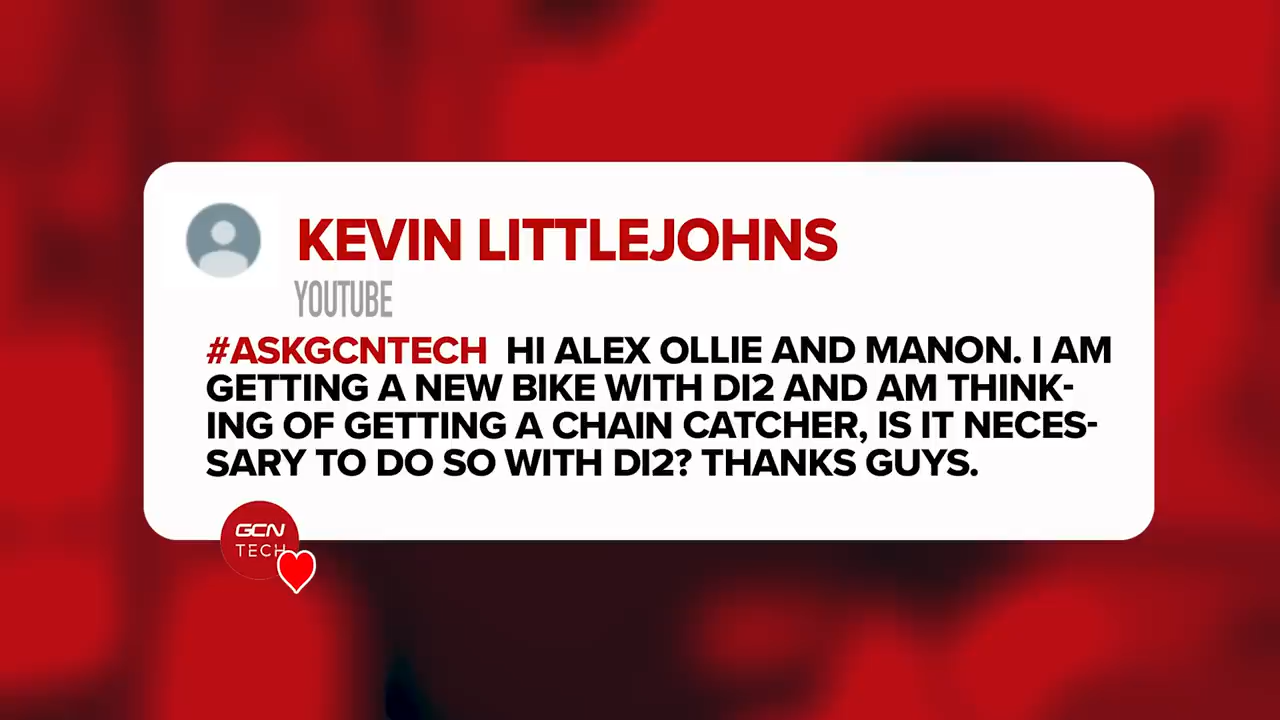 KEVIN LITTLEJOHNS
YOUTUBE
#ASKGCNTECH HI ALEX OLLIE AND MANON. I AM
GETTING A NEW BIKE WITH DI2 AND AM THINK-
ING OF GETTING A CHAIN CATCHER, IS IT NECES-
SARY TO DO SO WITH DI2? THANKS GUYS.
GCN
TECH